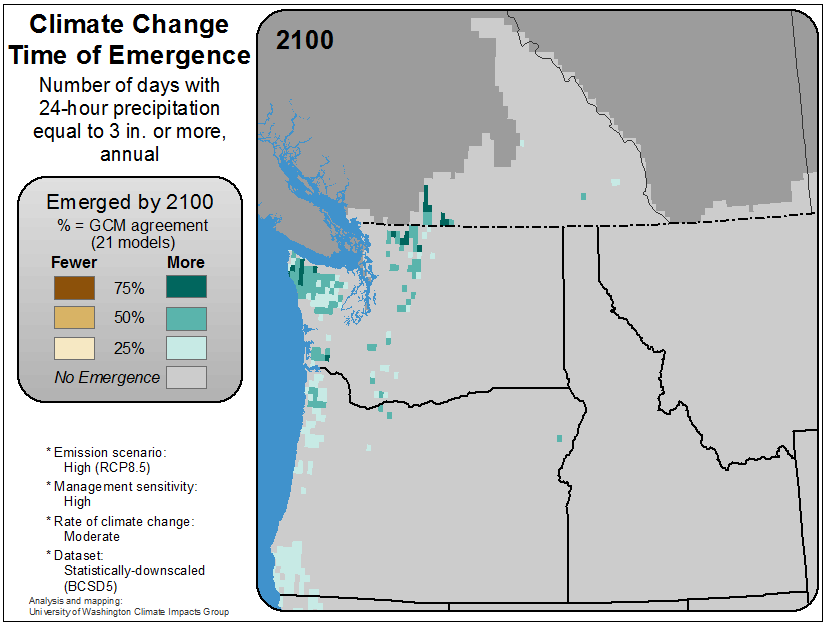 Climate Change
Time of Emergence
Number of days with
24-hour precipitation
equal to 3 in. or more,
annual
2100
Emerged by 2100
% = GCM agreement
(21 models)
Fewer More
75%
50%
25%
No Emergence
* Emission scenario:
High (RCP8.5)
* Management sensitivity:
High
* Rate of climate change:
Moderate
* Dataset:
Statistically-downscaled
(BCSD5)
Analysis and mapping:
University of Washington Climate Impacts Group